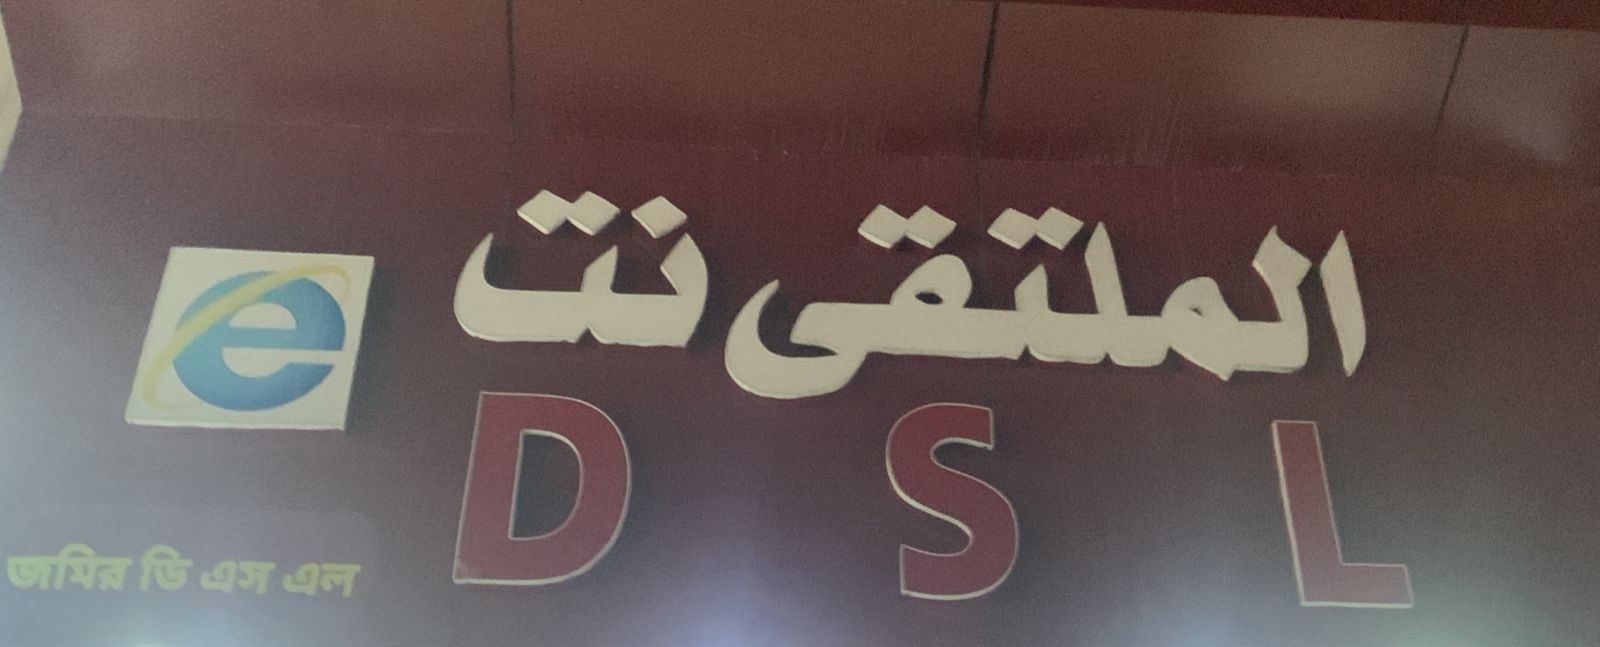 الملتقى نت
D S L
জমির ডি এস এল